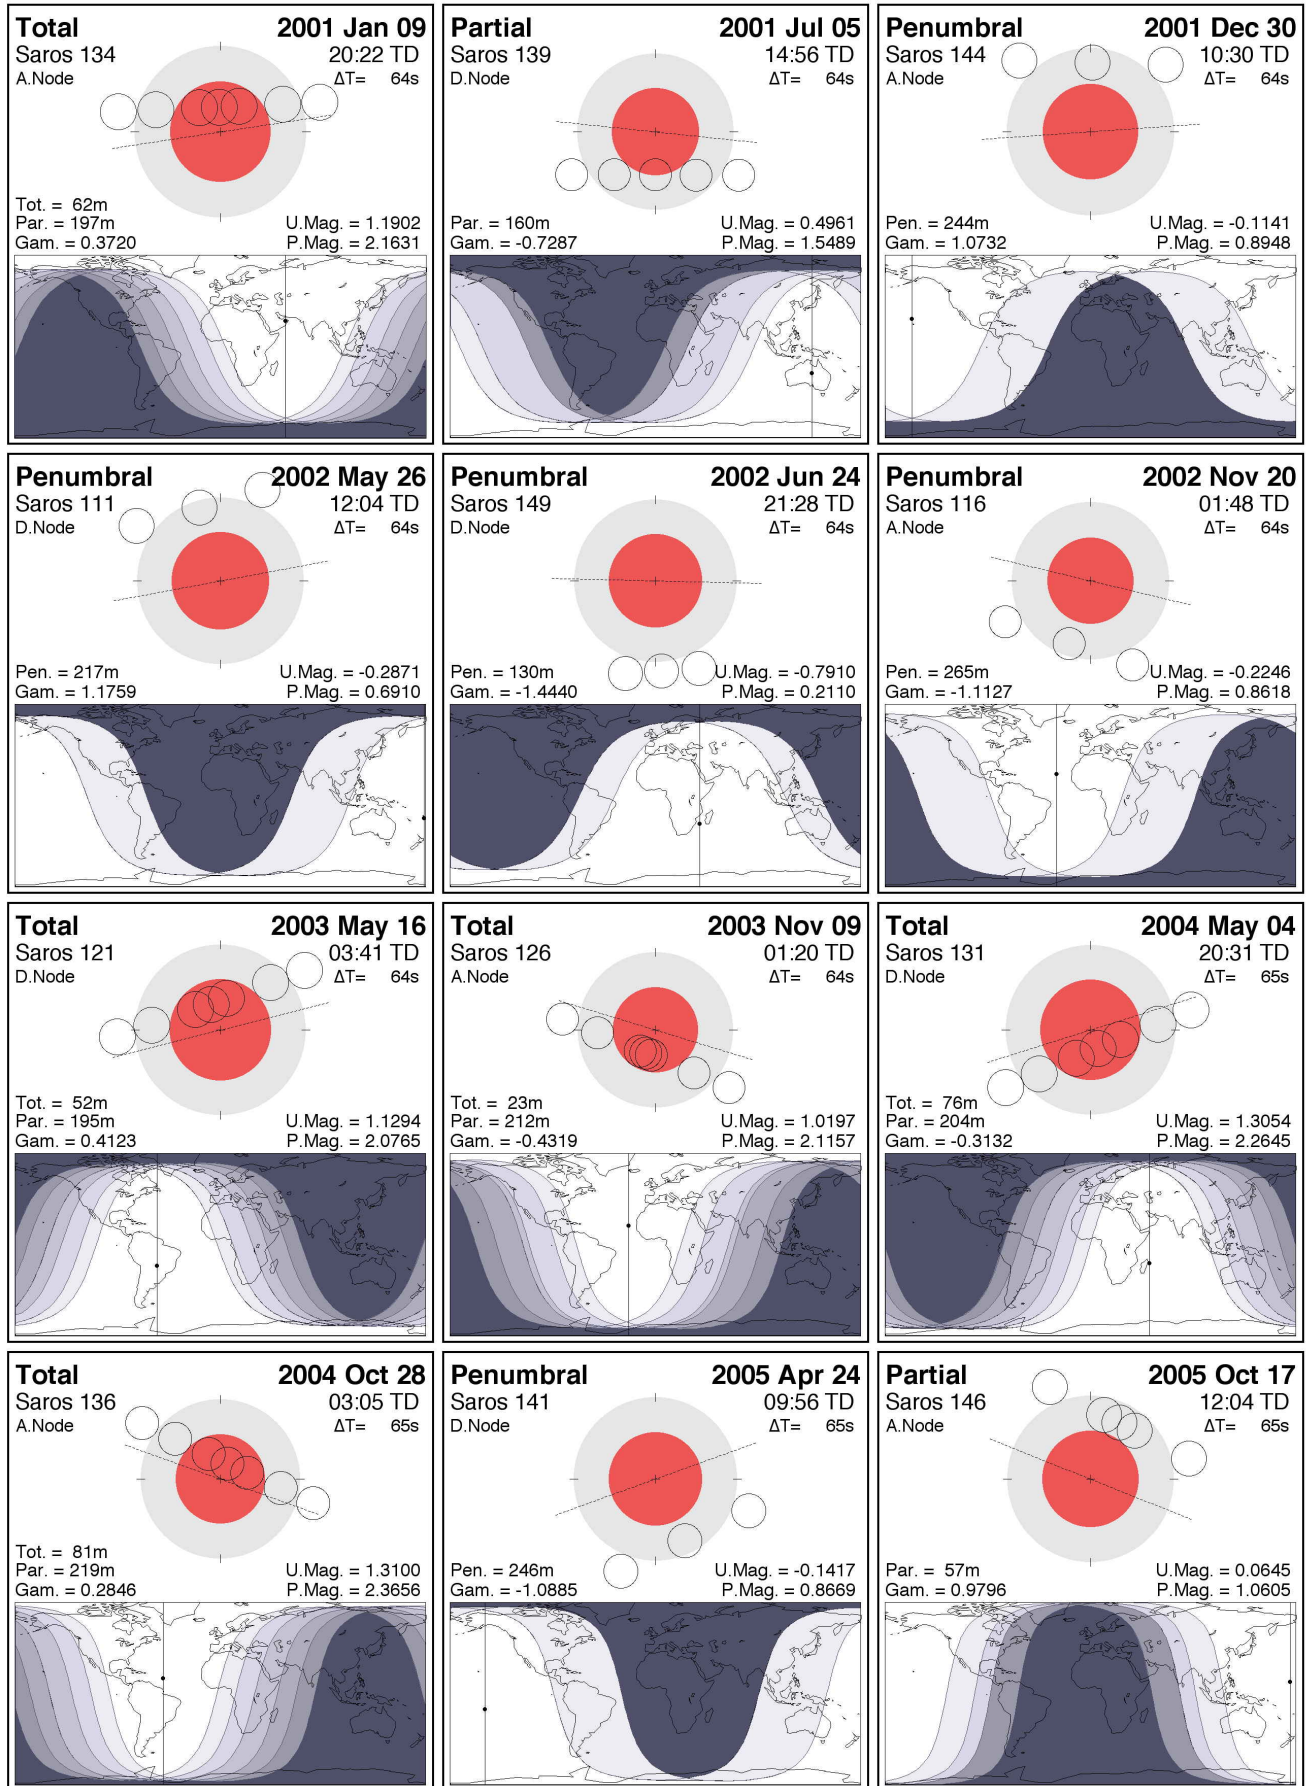 Total 2001 Jan 09
Saros 134 20:22 TD
A.Node ΔT= 64s
Tot. = 62m
Par. = 197m U.Mag. = 1.1902
Gam. = 0.3720 P.Mag. = 2.1631
Partial 2001 Jul 05
Saros 139 14:56 TD
D.Node ΔT= 64s
Par. = 160m U.Mag. = 0.4961
Gam. = -0.7287 P.Mag. = 1.5489
Penumbral 2001 Dec 30
Saros 144 10:30 TD
A.Node ΔT= 64s
Pen. = 244m U.Mag. = -0.1141
Gam. = 1.0732 P.Mag. = 0.8948
Penumbral 2002 May 26
Saros 111 12:04 TD
D.Node ΔT= 64s
Pen. = 217m U.Mag. = -0.2871
Gam. = 1.1759 P.Mag. = 0.6910
Penumbral 2002 Jun 24
Saros 149 21:28 TD
D.Node ΔT= 64s
Pen. = 130m U.Mag. = -0.7910
Gam. = -1.4440 P.Mag. = 0.2110
Penumbral 2002 Nov 20
Saros 116 01:48 TD
A.Node ΔT= 64s
Pen. = 265m U.Mag. = -0.2246
Gam. = -1.1127 P.Mag. = 0.8618
Total 2003 May 16
Saros 121 03:41 TD
D.Node ΔT= 64s
Tot. = 52m
Par. = 195m U.Mag. = 1.1294
Gam. = 0.4123 P.Mag. = 2.0765
Total 2003 Nov 09
Saros 126 01:20 TD
A.Node ΔT= 64s
Tot. = 23m
Par. = 212m U.Mag. = 1.0197
Gam. = -0.4319 P.Mag. = 2.1157
Total 2004 May 04
Saros 131 20:31 TD
D.Node ΔT= 65s
Tot. = 76m
Par. = 204m U.Mag. = 1.3054
Gam. = -0.3132 P.Mag. = 2.2645
Total 2004 Oct 28
Saros 136 03:05 TD
A.Node ΔT= 65s
Tot. = 81m
Par. = 219m U.Mag. = 1.3100
Gam. = 0.2846 P.Mag. = 2.3656
Penumbral 2005 Apr 24
Saros 141 09:56 TD
D.Node ΔT= 65s
Pen. = 246m U.Mag. = -0.1417
Gam. = -1.0885 P.Mag. = 0.8669
Partial 2005 Oct 17
Saros 146 12:04 TD
A.Node ΔT= 65s
Par. = 57m U.Mag. = 0.0645
Gam. = 0.9796 P.Mag. = 1.0605